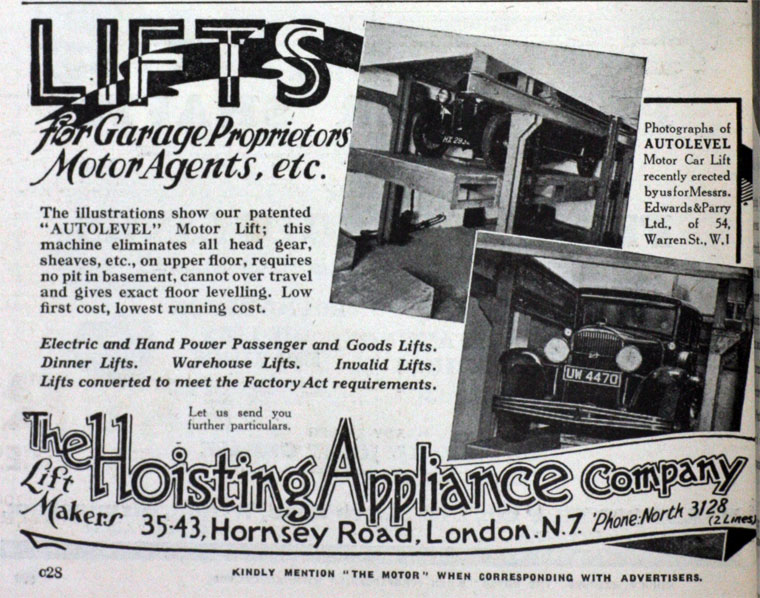 LIFTS
for Garage Proprietors
Motor Agents, etc.
The illustrations show our patented
"AUTOLEVEL" Motor Lift; this
machine eliminates all head gear,
sheaves, etc., on upper floor, requires
no pit in basement, cannot over travel
and gives exact floor levelling. Low
first cost, lowest running cost.
Photographs of
AUTOLEVEL
Motor Car Lift
recently erected
by us for Messrs.
Edwards & Parry
Ltd., of 54,
Warren St., W.1
UW 4470
Electric and Hand Power Passenger and Goods Lifts.
Dinner Lifts. Warehouse Lifts. Invalid Lifts.
Lifts converted to meet the Factory Act requirements.
Let us send you
further particulars.
The Hoisting Appliance Company
Lift
Makers
35-43, Hornsey Road, London. N.7. 'Phone: North 3128
(2 Lines)
C28
KINDLY MENTION "THE MOTOR" WHEN CORRESPONDING WITH ADVERTISERS.